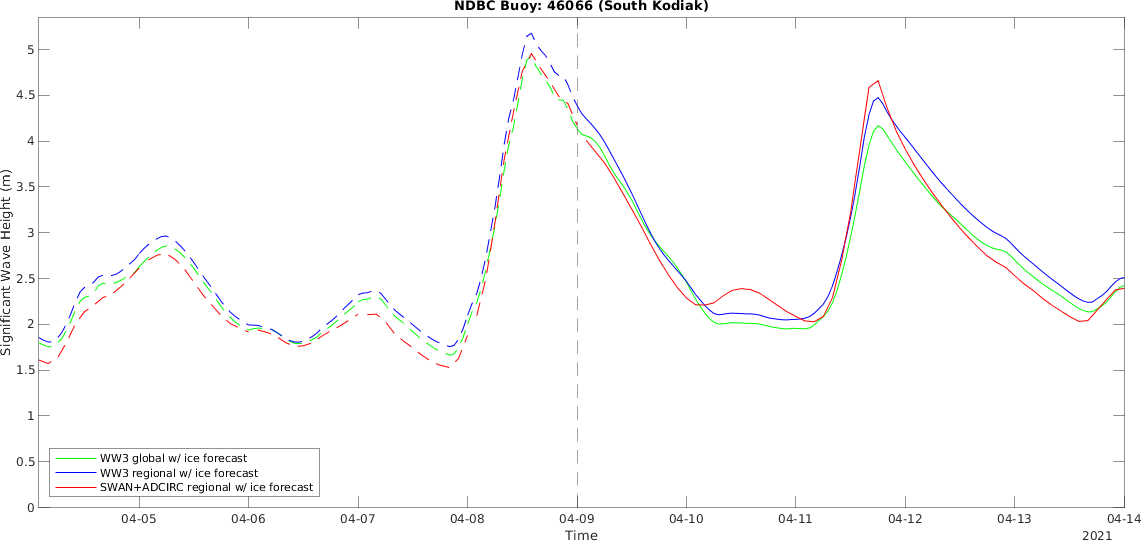 NDBC Buoy: 46066 (South Kodiak)
Significant Wave Height (m)
5
4.5
4
3.5
3
2.5
2
1.5
1
0.5
0
WW3 global w/ ice forecast
WW3 regional w/ ice forecast
SWAN+ADCIRC regional w/ ice forecast
04-05 04-06 04-07 04-08 04-09 04-10 04-11 04-12 04-13 04-14
Time
2021